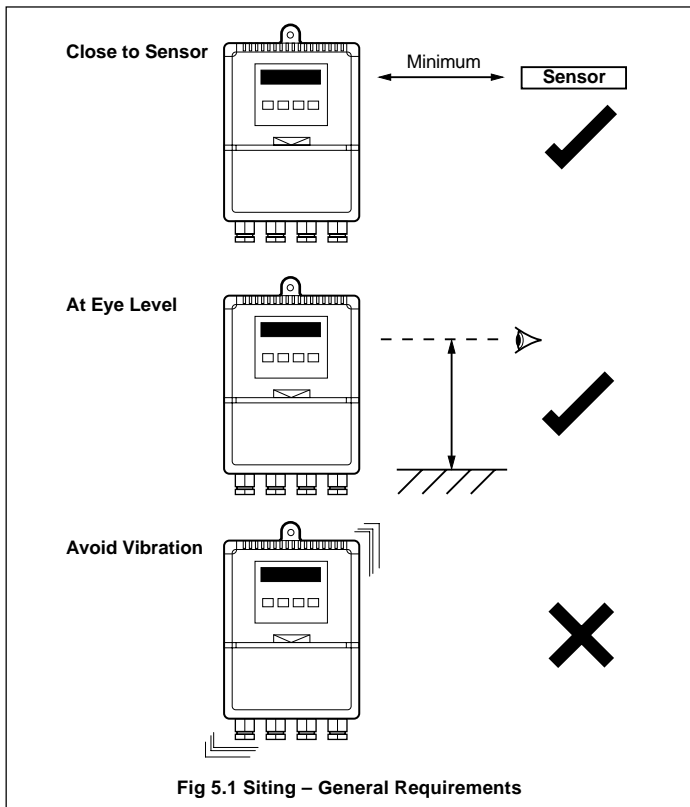 Close to Sensor
Minimum
Sensor
At Eye Level
Avoid Vibration
Fig 5.1 Siting – General Requirements